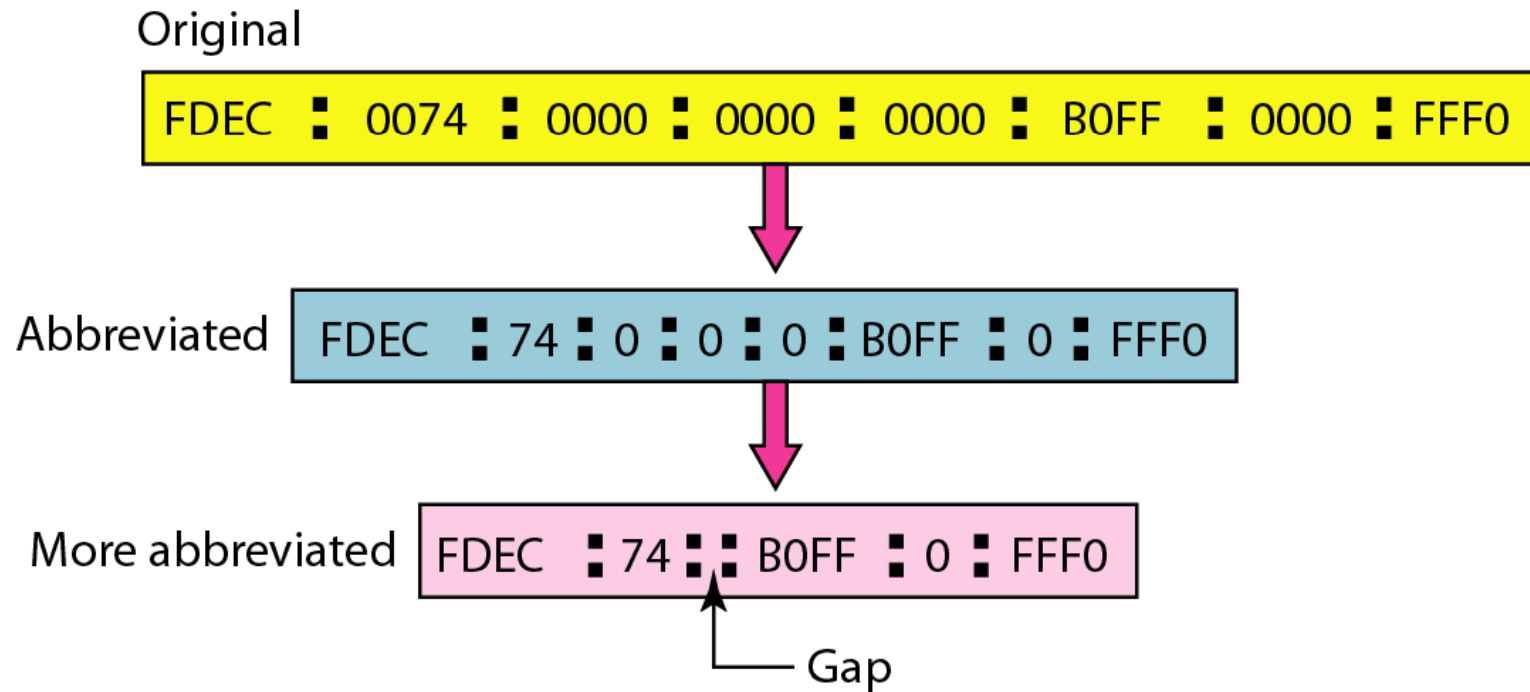 Original
FDEC : 0074 : 0000 : 0000 : 0000 : B0FF : 0000 : FFF0
Abbreviated FDEC : 74 : 0 : 0 : 0 : B0FF : 0 : FFF0
More abbreviated FDEC : 74 : : B0FF : 0 : FFF0
Gap